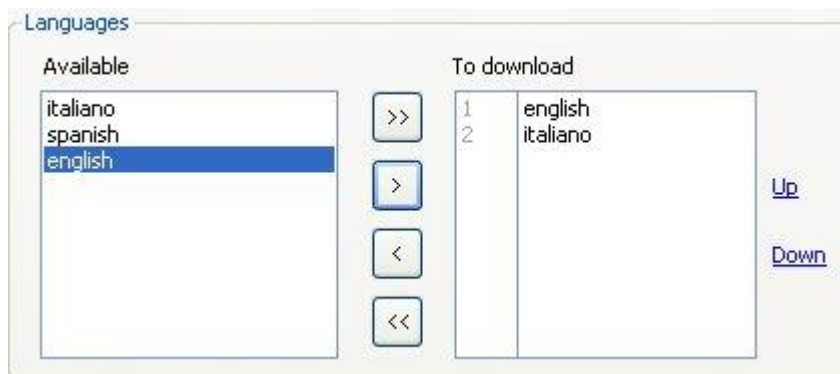 Languages
Available
italiano
spanish
english
>>
>
<
<<
To download
1 english
2 italiano
Up
Down